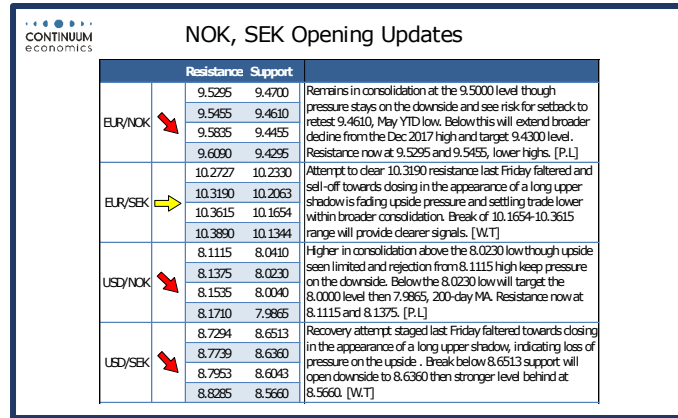 CONTINUUM
economics
NOK, SEK Opening Updates
Resistance Support
EUR/NOK
9.5295 9.4700
9.5455 9.4610
9.5835 9.4455
9.6090 9.4295
Remains in consolidation at the 9.5000 level though
pressure stays on the downside and see risk for setback to
retest 9.4610, May YTD low. Below this will extend broader
decline from the Dec 2017 high and target 9.4300 level.
Resistance now at 9.5295 and 9.5455, lower highs. [P.L]
EUR/SEK
10.2727 10.2330
10.3190 10.2063
10.3615 10.1654
10.3890 10.1344
Attempt to clear 10.3190 resistance last Friday faltered and
sell-off towards closing in the appearance of a long upper
shadow is fading upside pressure and settling trade lower
within broader consolidation. Break of 10.1654-10.3615
range will provide clearer signals. [W.T]
USD/NOK
8.1115 8.0410
8.1375 8.0230
8.1535 8.0040
8.1710 7.9865
Higher in consolidation above the 8.0230 low though upside
seen limited and rejection from 8.1115 high keep pressure
on the downside. Below the 8.0230 low will target the
8.0000 level then 7.9865, 200-day MA. Resistance now at
8.1115 and 8.1375. [P.L]
USD/SEK
8.7294 8.6513
8.7739 8.6360
8.7953 8.6043
8.8285 8.5660
Recovery attempt staged last Friday faltered towards closing
in the appearance of a long upper shadow, indicating loss of
pressure on the upside . Break below 8.6513 support will
open downside to 8.6360 then stronger level behind at
8.5660. [W.T]